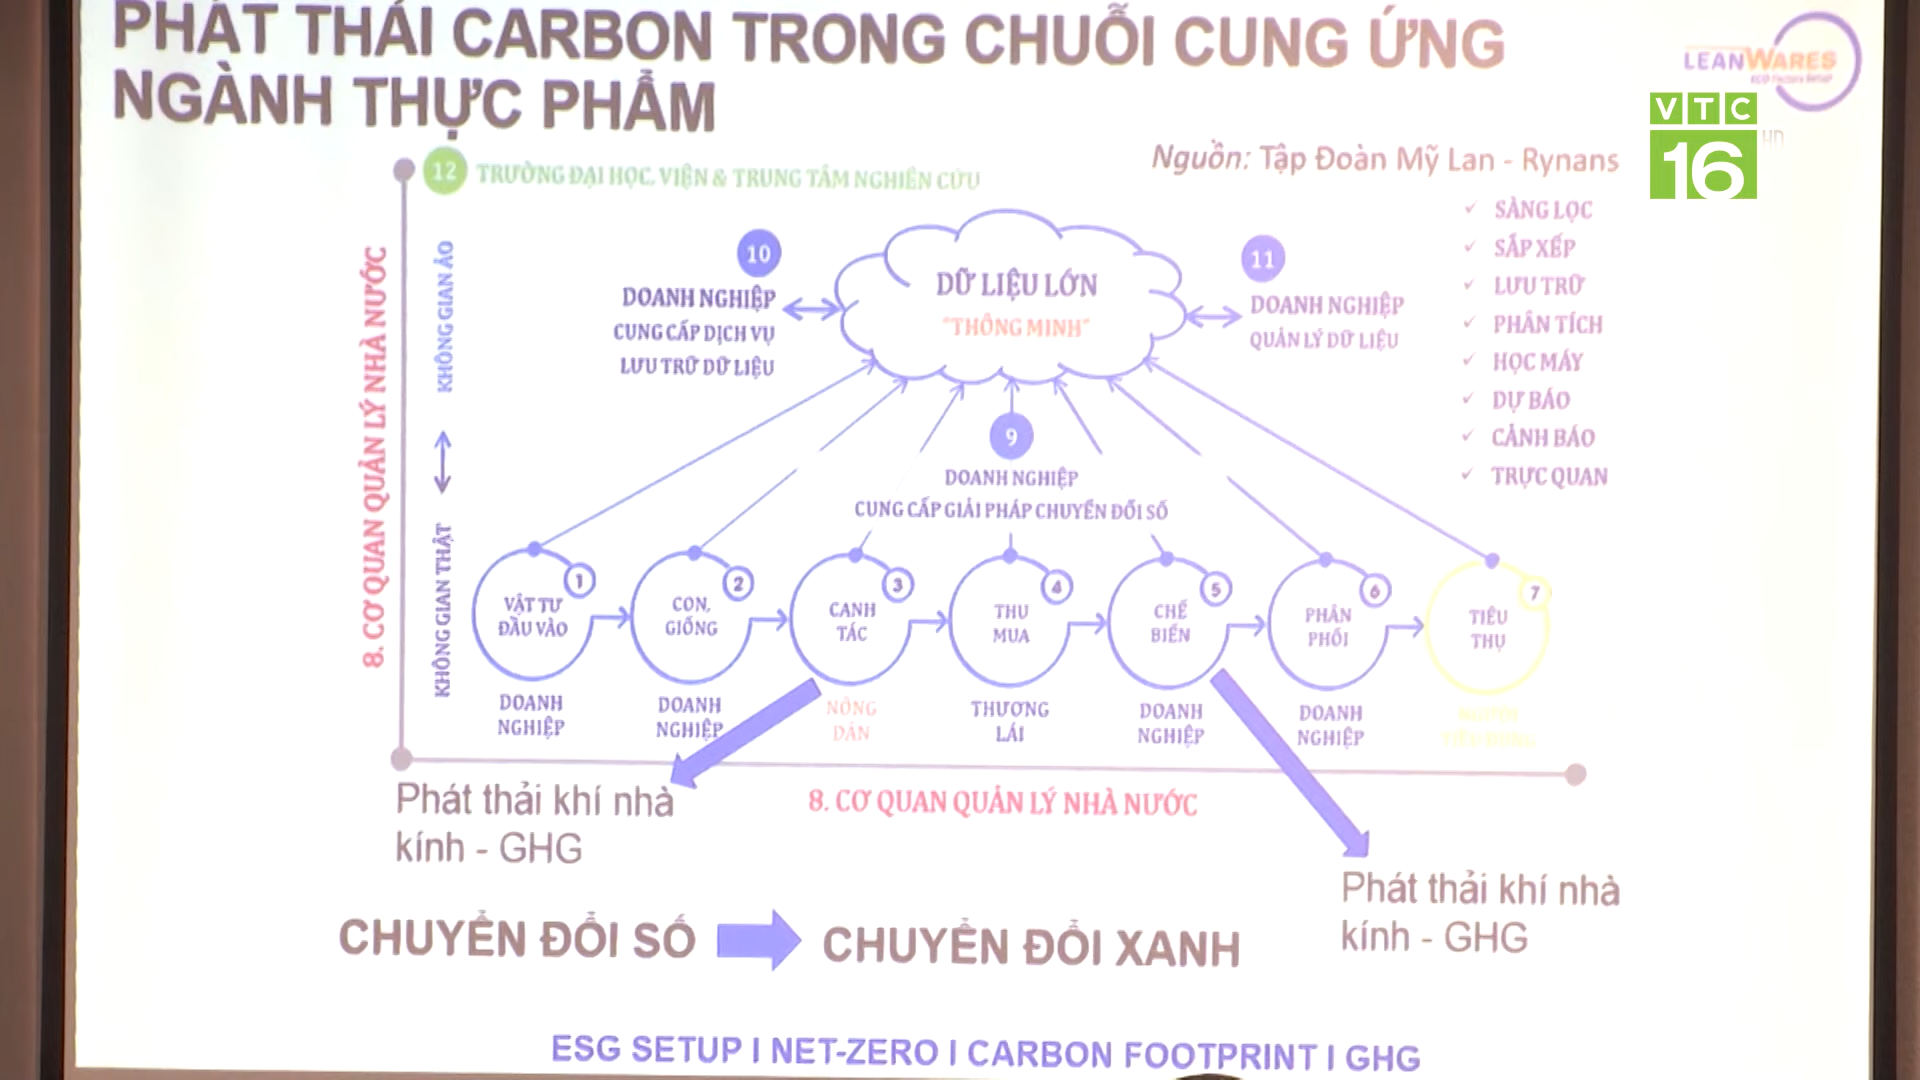 PHÁT THẢI CARBON TRONG CHUỖI CUNG ỨNG
NGÀNH THỰC PHẨM
LEANWARES
VTC
16
Nguồn: Tập Đoàn Mỹ Lan - Rynans
12 TRƯỜNG ĐẠI HỌC, VIỆN & TRUNG TÂM NGHIÊN CỨU
8. CƠ QUAN QUẢN LÝ NHÀ NƯỚC
KHÔNG GIAN ẢO
KHÔNG GIAN THẬT
10
DOANH NGHIỆP
CUNG CẤP DỊCH VỤ
LƯU TRỮ DỮ LIỆU
DỮ LIỆU LỚN
"THÔNG MINH"
11
DOANH NGHIỆP
QUẢN LÝ DỮ LIỆU
✓ SÀNG LỌC
✓ SẮP XẾP
✓ LƯU TRỮ
✓ PHÂN TÍCH
✓ HỌC MÁY
✓ DỰ BÁO
✓ CẢNH BÁO
✓ TRỰC QUAN
9
DOANH NGHIỆP
CUNG CẤP GIẢI PHÁP CHUYỂN ĐỔI SỐ
1
VẬT TƯ
ĐẦU VÀO
DOANH
NGHIỆP
2
CON,
GIỐNG
DOANH
NGHIỆP
3
CANH
TÁC
NÔNG
DÂN
4
THU
MUA
THƯƠNG
LÁI
5
CHẾ
BIẾN
DOANH
NGHIỆP
6
PHÂN
PHỐI
DOANH
NGHIỆP
7
TIÊU
THỤ
8. CƠ QUAN QUẢN LÝ NHÀ NƯỚC
Phát thải khí nhà
kính - GHG
Phát thải khí nhà
kính - GHG
CHUYỂN ĐỔI SỐ
CHUYỂN ĐỔI XANH
ESG SETUP I NET-ZERO I CARBON FOOTPRINT I GHG